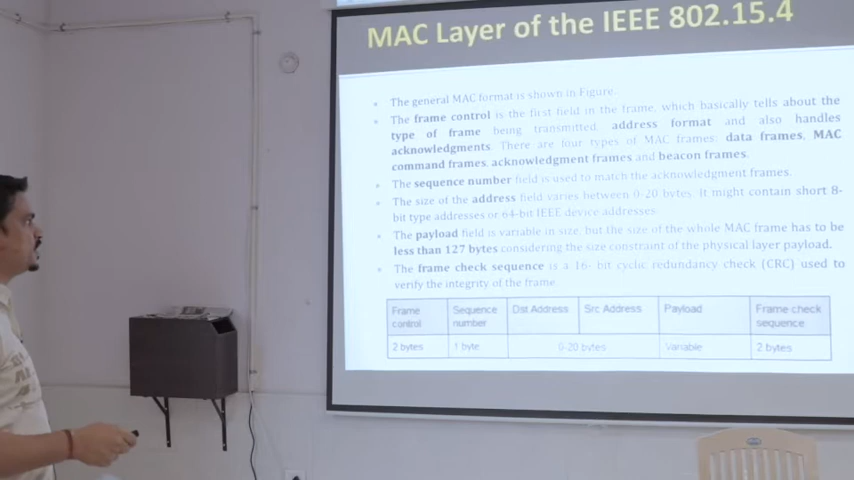 MAC Layer of the IEEE 802.15.4
• The general MAC format is shown in Figure.
• The frame control is the first field in the frame, which basically tells about the
type of frame being transmitted, address format and also handles
acknowledgments. There are four types of MAC frames: data frames, MAC
command frames, acknowledgment frames and beacon frames.
• The sequence number field is used to match the acknowledgment frames.
• The size of the address field varies between 0-20 bytes. It might contain short 8-
bit type addresses or 64-bit IEEE device addresses.
• The payload field is variable in size, but the size of the whole MAC frame has to be
less than 127 bytes considering the size constraint of the physical layer payload.
• The frame check sequence is a 16- bit cyclic redundancy check (CRC) used to
verify the integrity of the frame.
Frame control Sequence number Dst Address Src Address Payload Frame check sequence
2 bytes 1 byte 0-20 bytes Variable 2 bytes